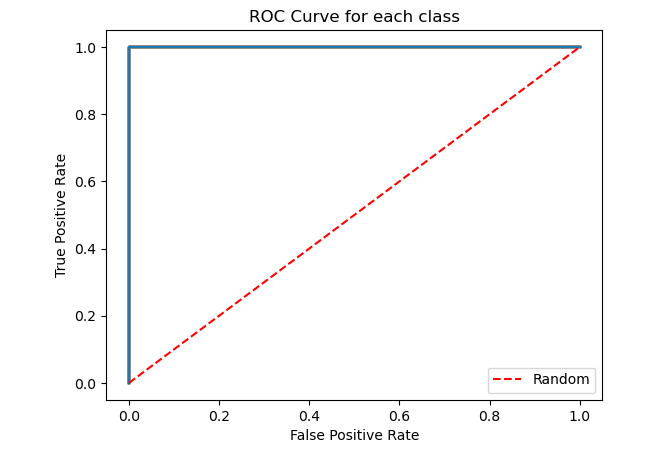 ROC Curve for each class
1.0
0.8
0.6
0.4
0.2
0.0
True Positive Rate
Random
0.0 0.2 0.4 0.6 0.8 1.0
False Positive Rate